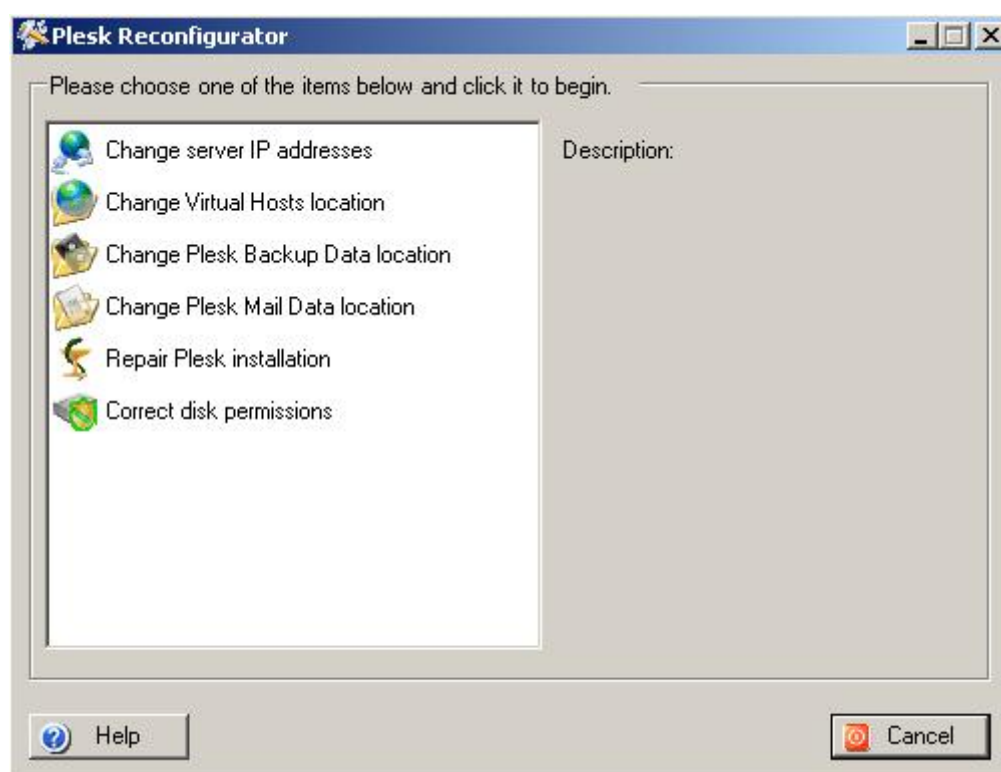 Plesk Reconfigurator
Please choose one of the items below and click it to begin.
Change server IP addresses
Description:
Change Virtual Hosts location
Change Plesk Backup Data location
Change Plesk Mail Data location
Repair Plesk installation
Correct disk permissions
Help
Cancel